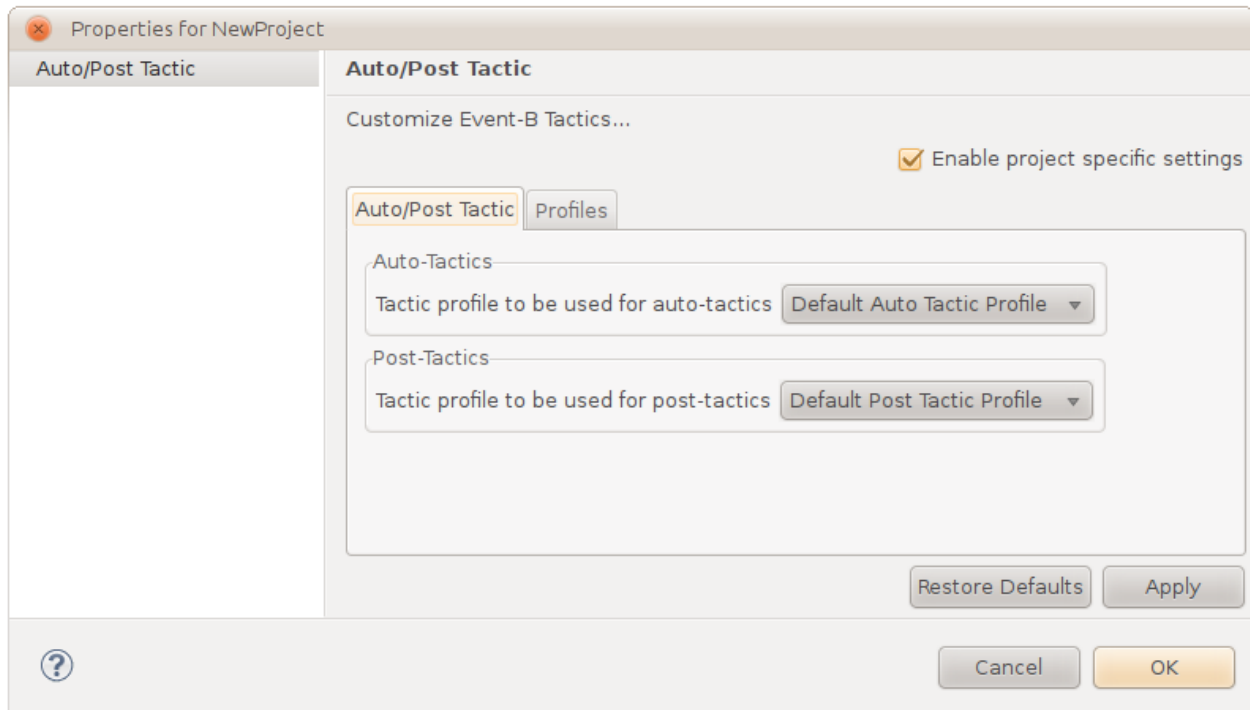 Properties for NewProject
Auto/Post Tactic
Auto/Post Tactic
Customize Event-B Tactics...
Enable project specific settings
Auto/Post Tactic Profiles
Auto-Tactics
Tactic profile to be used for auto-tactics Default Auto Tactic Profile
Post-Tactics
Tactic profile to be used for post-tactics Default Post Tactic Profile
Restore Defaults Apply
? Cancel OK